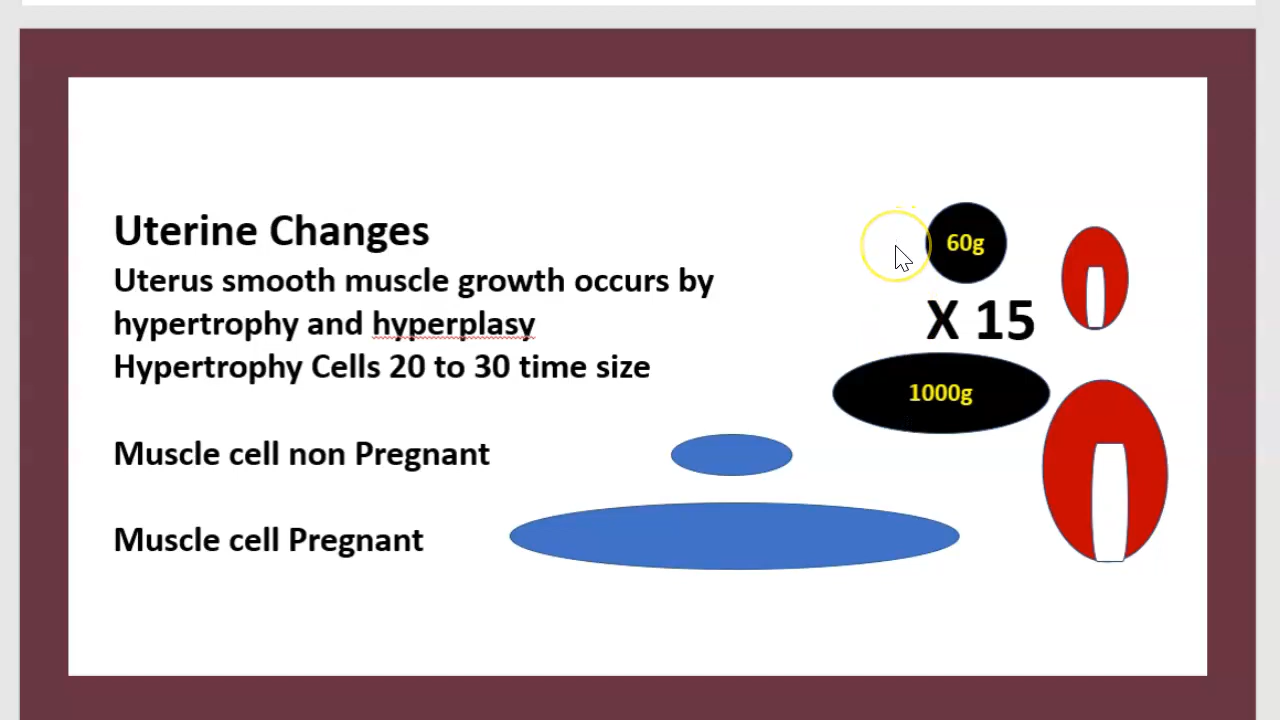 Uterine Changes
Uterus smooth muscle growth occurs by
hypertrophy and hyperplasy
Hypertrophy Cells 20 to 30 time size
Muscle cell non Pregnant
Muscle cell Pregnant
60g
X 15
1000g